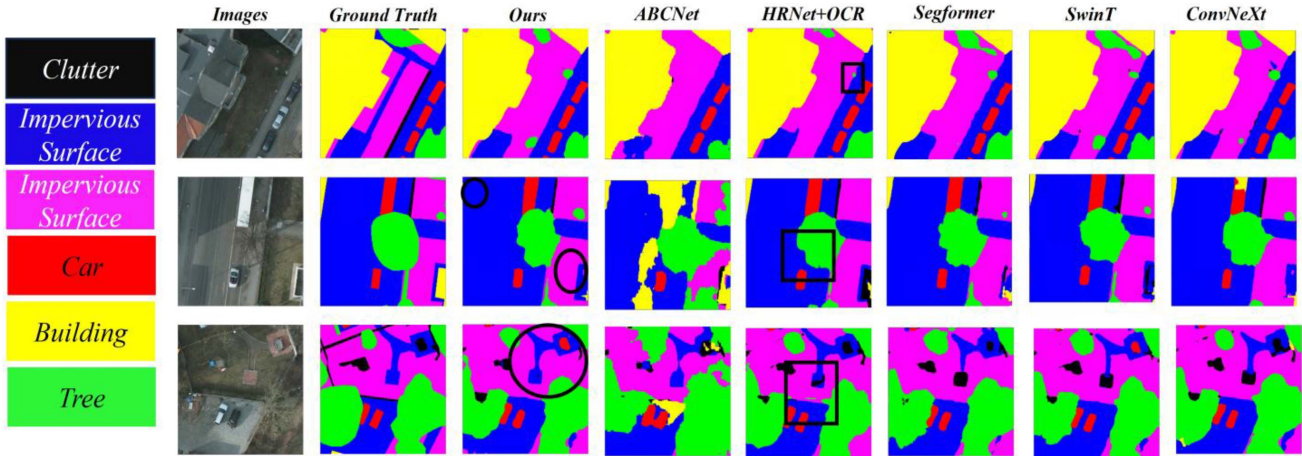 Images Ground Truth Ours ABCNet HRNet+OCR Segformer SwinT ConvNeXt
Clutter
Impervious
Surface
Impervious
Surface
Car
Building
Tree